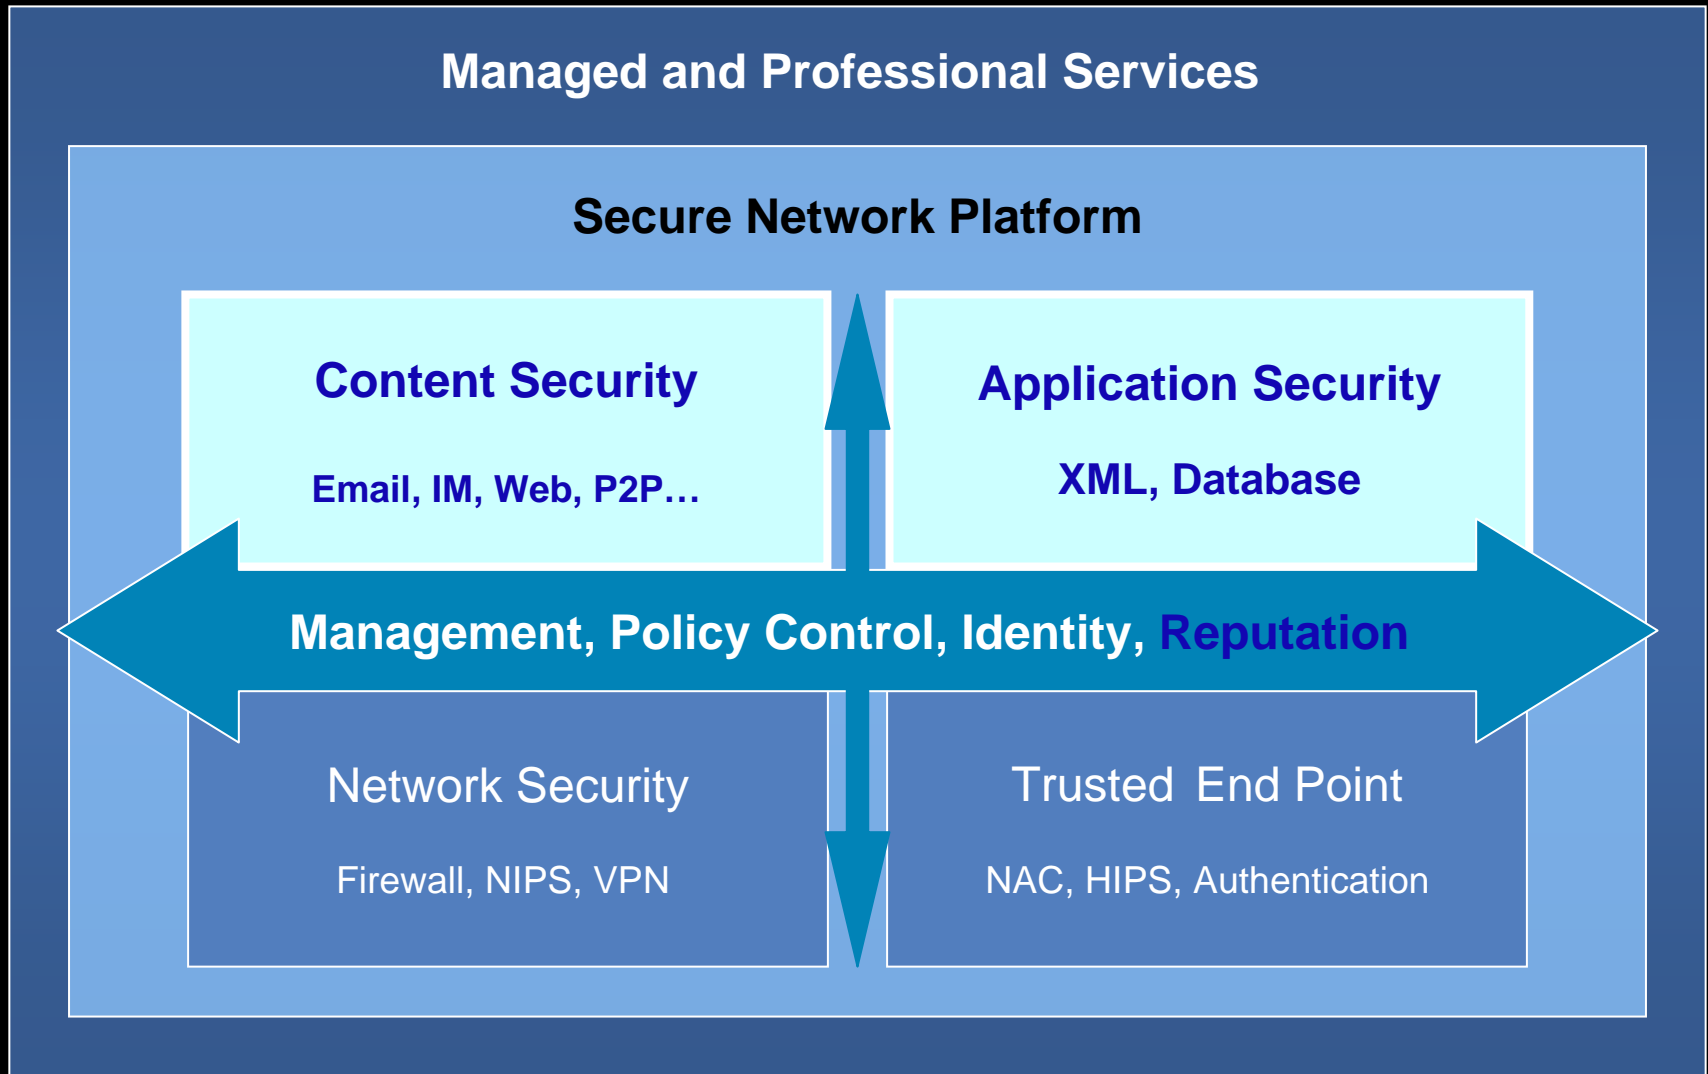 Managed and Professional Services
Secure Network Platform
Content Security
Email, IM, Web, P2P…
Application Security
XML, Database
Management, Policy Control, Identity, Reputation
Network Security
Firewall, NIPS, VPN
Trusted End Point
NAC, HIPS, Authentication